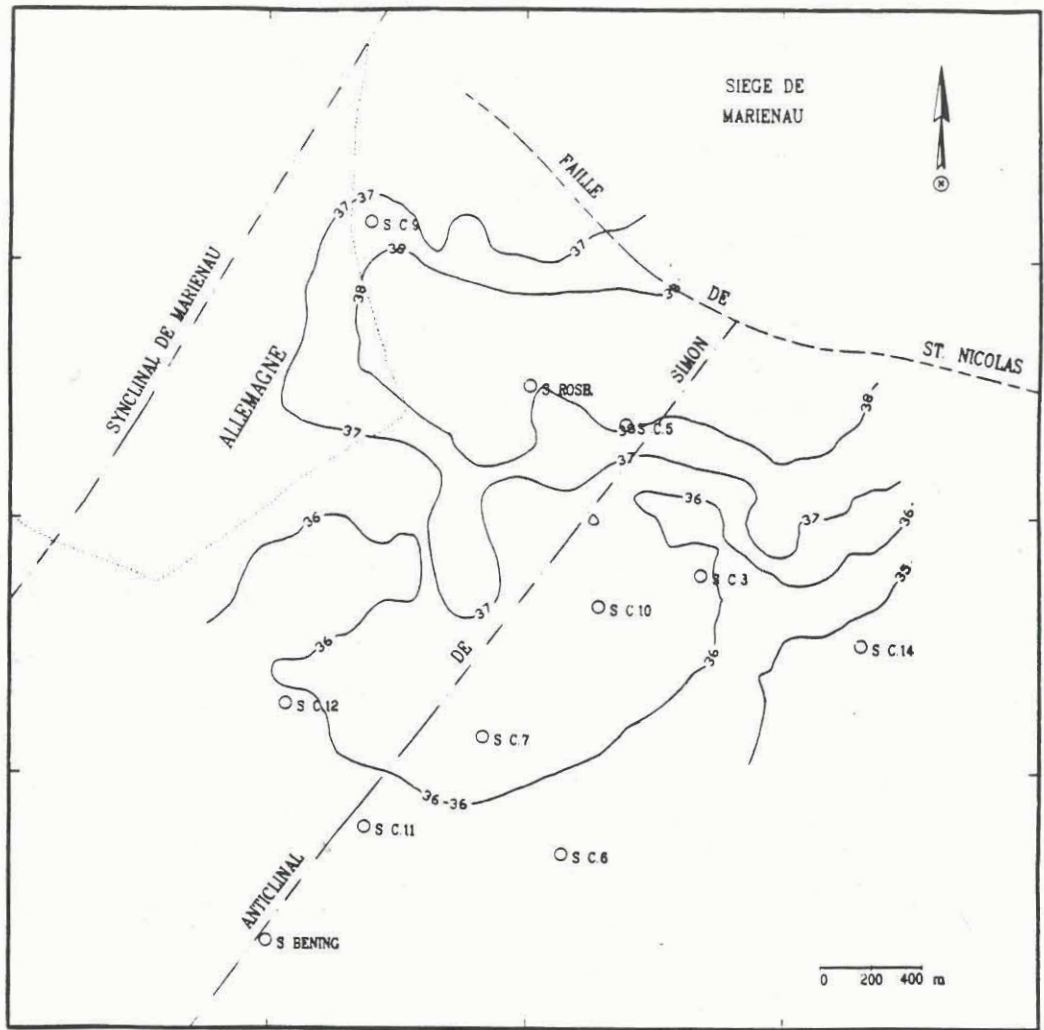 SIEGE DE
MARIENAU
FAILLE
DE
ST. NICOLAS
SYNCLINAL DE MARIENAU
ALLEMAGNE
37-37
S C 9
37
38
38
38
S ROSB.
SIMON
S C.5
38-
37
37
36
37
36-
36
35
S C 3
37
S C.10
36
DE
36
S C.14
S C.12
S C.7
36-36
S C.11
S C.6
ANTICLINAL
S BENING
0 200 400 m